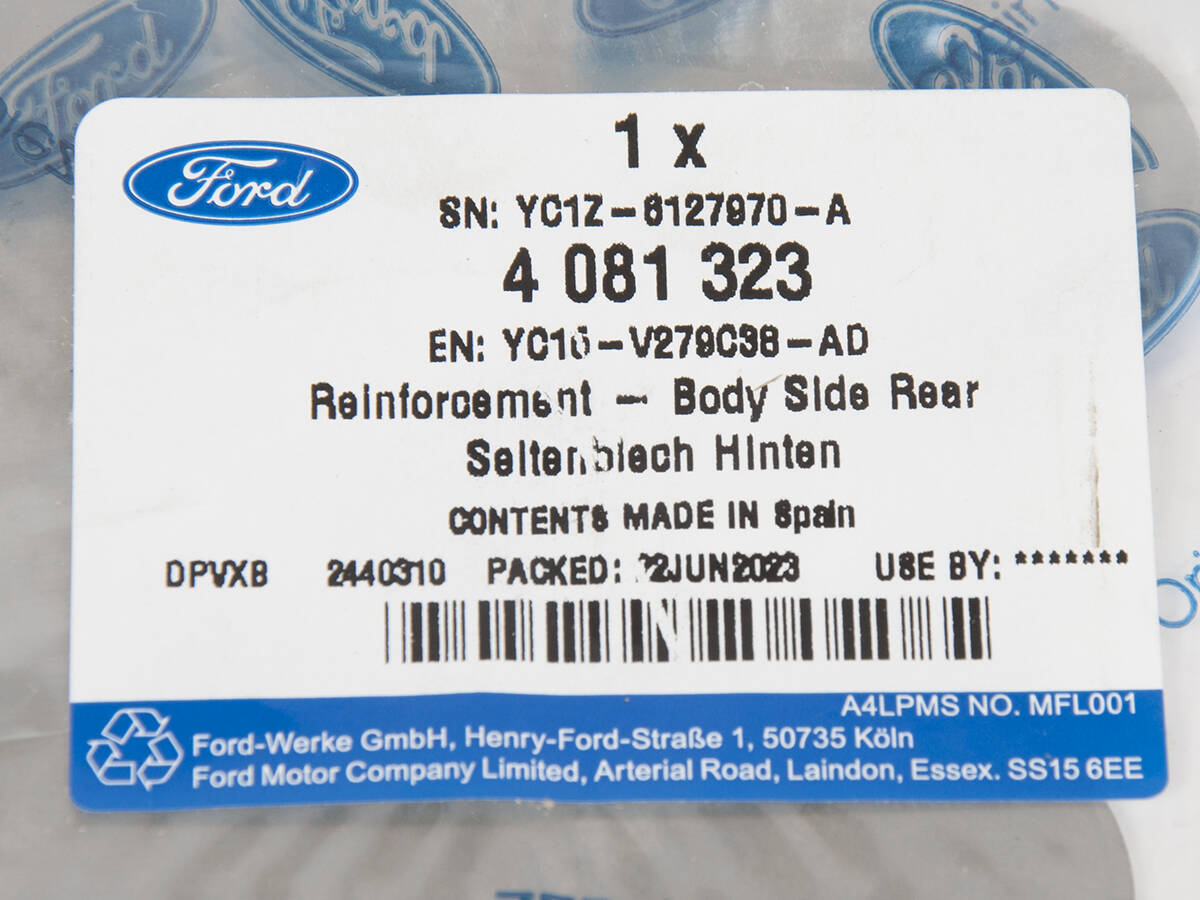 Ford
1 x
SN: YC1Z-6127970-A
4 081 323
EN: YC15-V279C38-AD
Reinforcement - Body Side Rear
Seitenblech Hinten
CONTENTS MADE IN Spain
DPVXB 2440310 PACKED: 22JUN2023 USE BY: *******
A4LPMS NO. MFL001
Ford-Werke GmbH, Henry-Ford-Straße 1, 50735 Köln
Ford Motor Company Limited, Arterial Road, Laindon, Essex. SS15 6EE